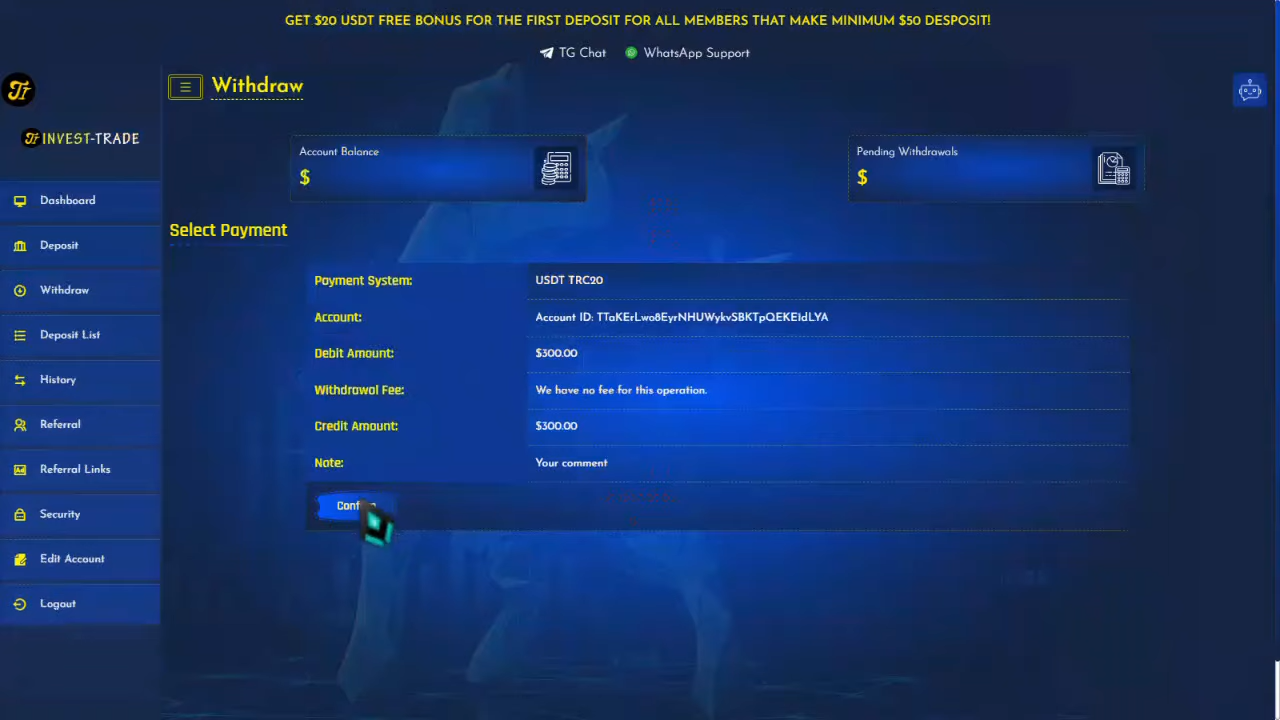 GET $20 USDT FREE BONUS FOR THE FIRST DEPOSIT FOR ALL MEMBERS THAT MAKE MINIMUM $50 DESPOSIT!
TG Chat WhatsApp Support
Withdraw
INVEST-TRADE
Account Balance
$
Pending Withdrawals
$
Dashboard
Deposit
Withdraw
Deposit List
History
Referral
Referral Links
Security
Edit Account
Logout
Select Payment
Payment System: USDT TRC20
Account: Account ID: TTaKErLwo8EyrNHUWykvSBKTpQEKEIdLYA
Debit Amount: $300.00
Withdrawal Fee: We have no fee for this operation.
Credit Amount: $300.00
Note: Your comment